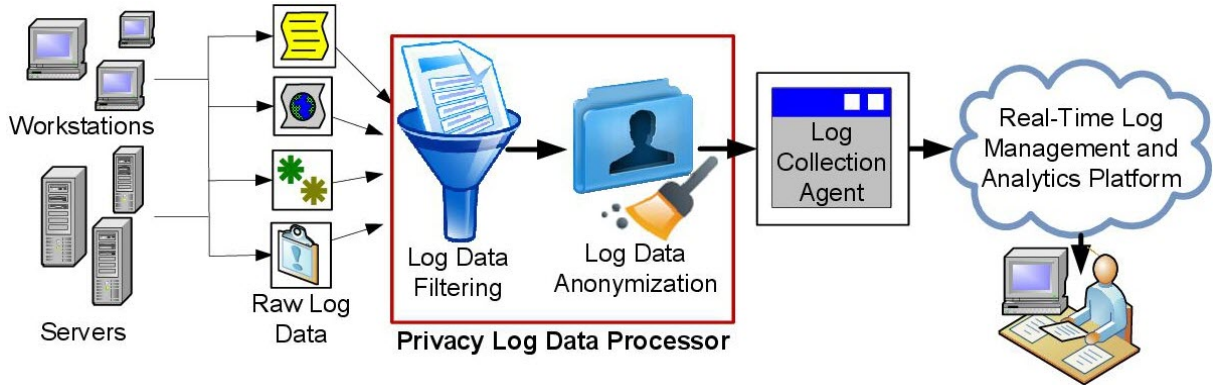 Workstations
Servers
Raw Log
Data
Log Data
Filtering
Log Data
Anonymization
Privacy Log Data Processor
Log
Collection
Agent
Real-Time Log
Management and
Analytics Platform